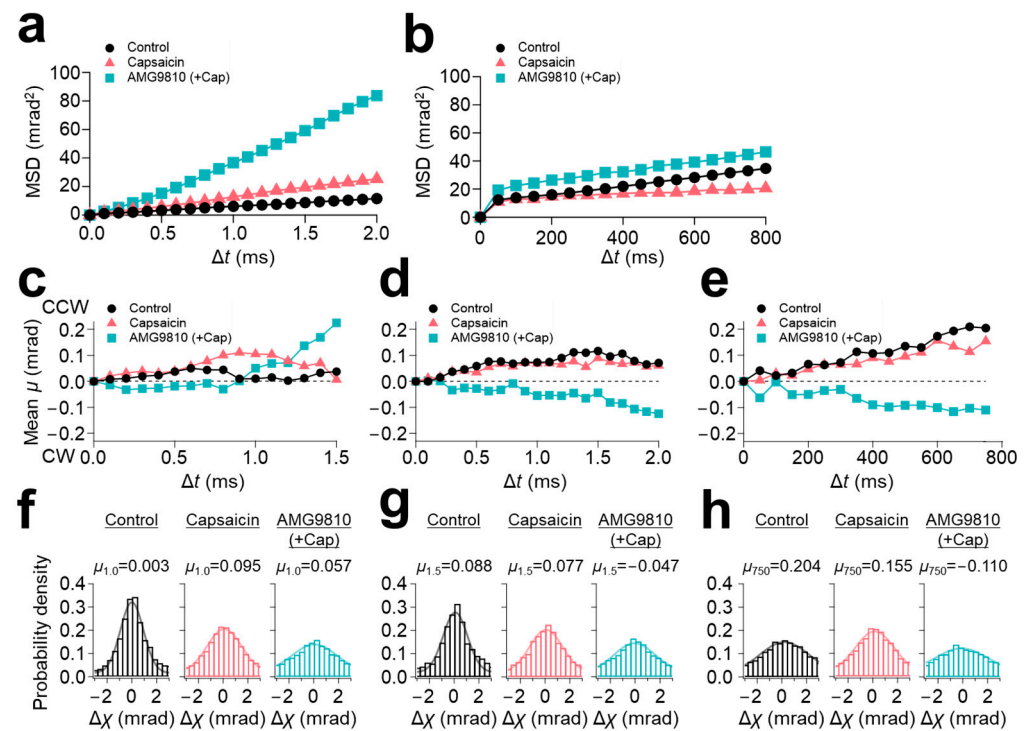 a
Control
Capsaicin
AMG9810 (+Cap)
MSD (mrad²)
100
80
60
40
20
0
0.0 0.5 1.0 1.5 2.0
Δt (ms)
b
Control
Capsaicin
AMG9810 (+Cap)
MSD (mrad²)
100
80
60
40
20
0
0 200 400 600 800
Δt (ms)
c
CCW
Control
Capsaicin
AMG9810 (+Cap)
Mean μ (mrad)
0.2
0.1
0.0
−0.1
−0.2
CW
0.0 0.5 1.0 1.5
Δt (ms)
d
Control
Capsaicin
AMG9810 (+Cap)
0.2
0.1
0.0
−0.1
−0.2
0.0 0.5 1.0 1.5 2.0
Δt (ms)
e
Control
Capsaicin
AMG9810 (+Cap)
0.2
0.1
0.0
−0.1
−0.2
0 200 400 600 800
Δt (ms)
f
Control Capsaicin AMG9810
(+Cap)
μ1.0=0.003 μ1.0=0.095 μ1.0=0.057
Probability density
0.4
0.3
0.2
0.1
0.0
−2 0 2 −2 0 2 −2 0 2
Δχ (mrad) Δχ (mrad) Δχ (mrad)
g
Control Capsaicin AMG9810
(+Cap)
μ1.5=0.088 μ1.5=0.077 μ1.5=−0.047
0.4
0.3
0.2
0.1
0.0
−2 0 2 −2 0 2 −2 0 2
Δχ (mrad) Δχ (mrad) Δχ (mrad)
h
Control Capsaicin AMG9810
(+Cap)
μ750=0.204 μ750=0.155 μ750=−0.110
0.4
0.3
0.2
0.1
0.0
−2 0 2 −2 0 2 −2 0 2
Δχ (mrad) Δχ (mrad) Δχ (mrad)